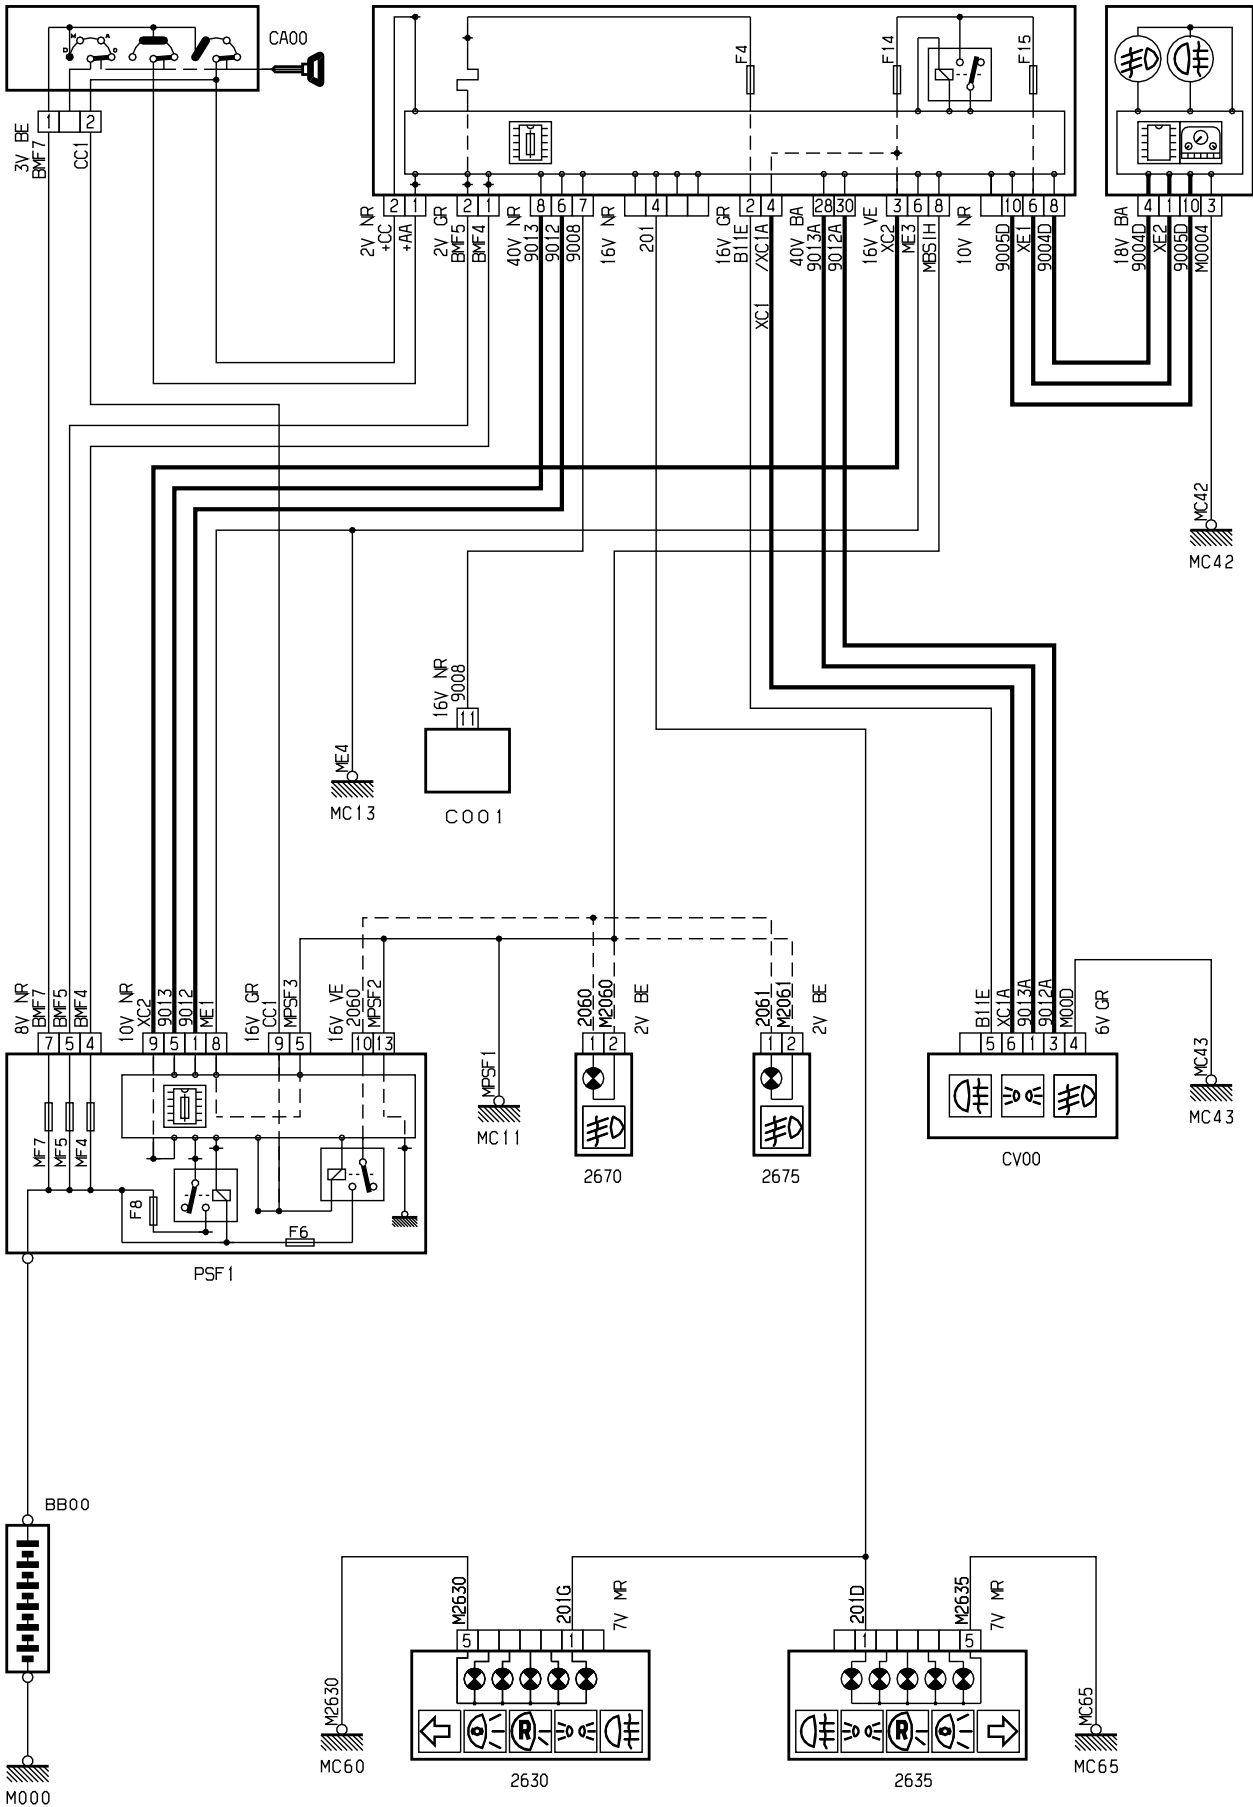 CA00
M A
D D
1 2
3V BE
BMF7
CC1
F4
F14
F15
2 1
2 1
8 6 7
4
2 4
28 30
3 6 8
10 6 8
4 1 10 3
2V NR
+CC
+AA
2V GR
BMF5
BMF4
40V NR
9013
9012
9008
16V NR
201
16V GR
B11E
/XC1A
XC1
40V BA
9013A
9012A
16V VE
XC2
ME3
MBSIH
10V NR
9005D
XE1
9004D
18V BA
9004D
XE2
9005D
M0004
MC42
MC42
16V NR
9008
11
C001
ME4
MC13
8V NR
BMF7
BMF5
BMF4
10V NR
XC2
9013
9012
ME1
16V GR
CC1
MPSF3
16V VE
2060
MPSF2
7 5 4
9 5 1 8
9 5
10 13
MPSF1
MC11
2060
M2060
2V BE
1 2
2670
2061
M2061
2V BE
1 2
2675
B11E
XC1A
9013A
9012A
M00D
6V GR
5 6 1 3 4
CV00
MC43
MC43
MF7
MF5
MF4
F8
F6
PSF1
BB00
M000
M2630
201G
7V MR
5 1
M2630
MC60
R
2630
201D
M2635
7V MR
1 5
MC65
MC65
R
2635